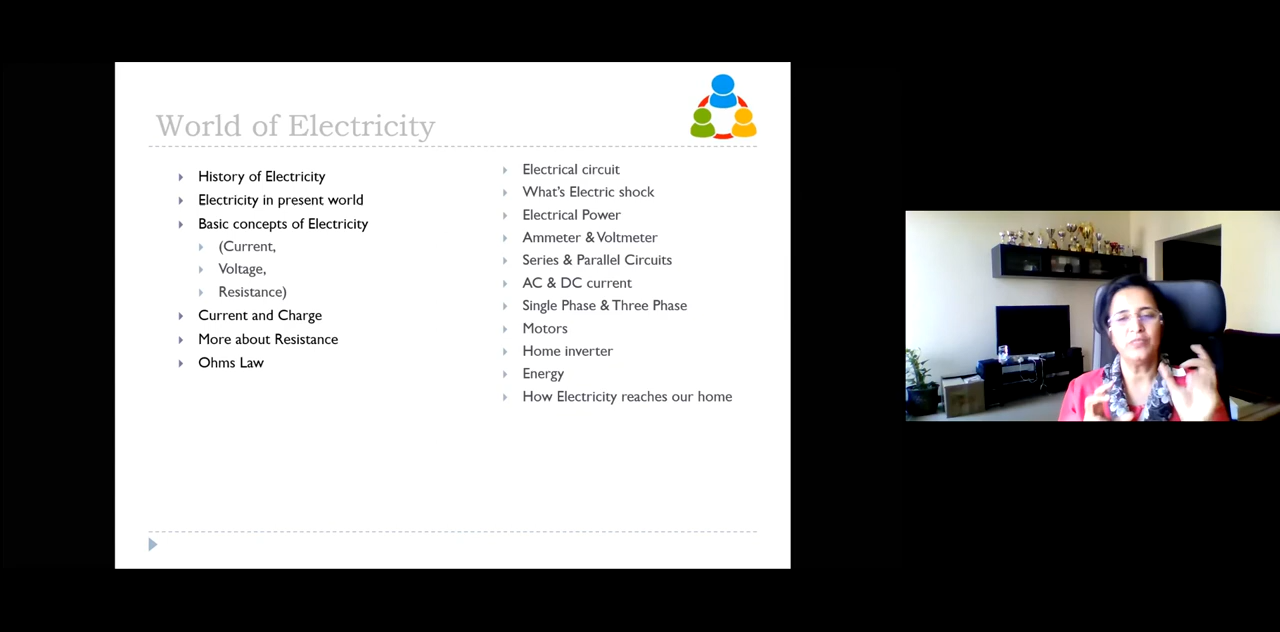 World of Electricity
History of Electricity
Electricity in present world
Basic concepts of Electricity
(Current,
Voltage,
Resistance)
Current and Charge
More about Resistance
Ohms Law
Electrical circuit
What's Electric shock
Electrical Power
Ammeter & Voltmeter
Series & Parallel Circuits
AC & DC current
Single Phase & Three Phase
Motors
Home inverter
Energy
How Electricity reaches our home